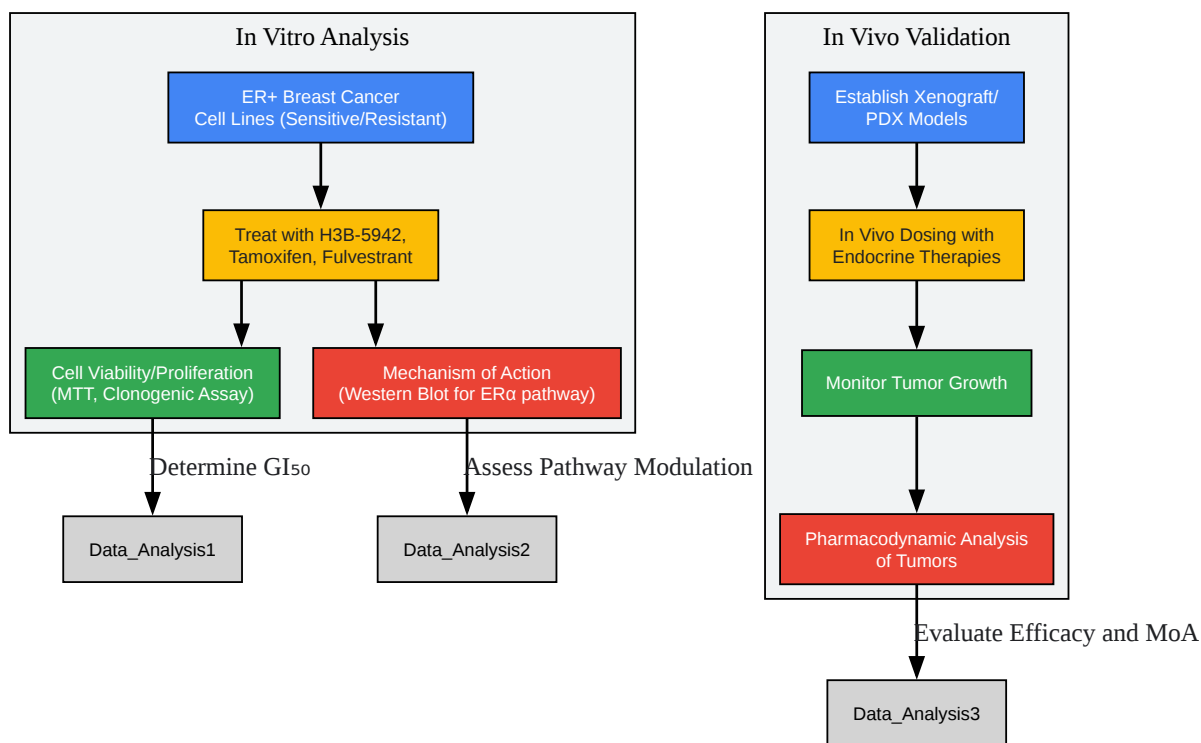 In Vitro Analysis
ER+ Breast Cancer
Cell Lines (Sensitive/Resistant)
Treat with H3B-5942,
Tamoxifen, Fulvestrant
Cell Viability/Proliferation
(MTT, Clonogenic Assay)
Mechanism of Action
(Western Blot for ERα pathway)
Determine GI₅₀
Assess Pathway Modulation
Data_Analysis1
Data_Analysis2
In Vivo Validation
Establish Xenograft/
PDX Models
In Vivo Dosing with
Endocrine Therapies
Monitor Tumor Growth
Pharmacodynamic Analysis
of Tumors
Evaluate Efficacy and MoA
Data_Analysis3